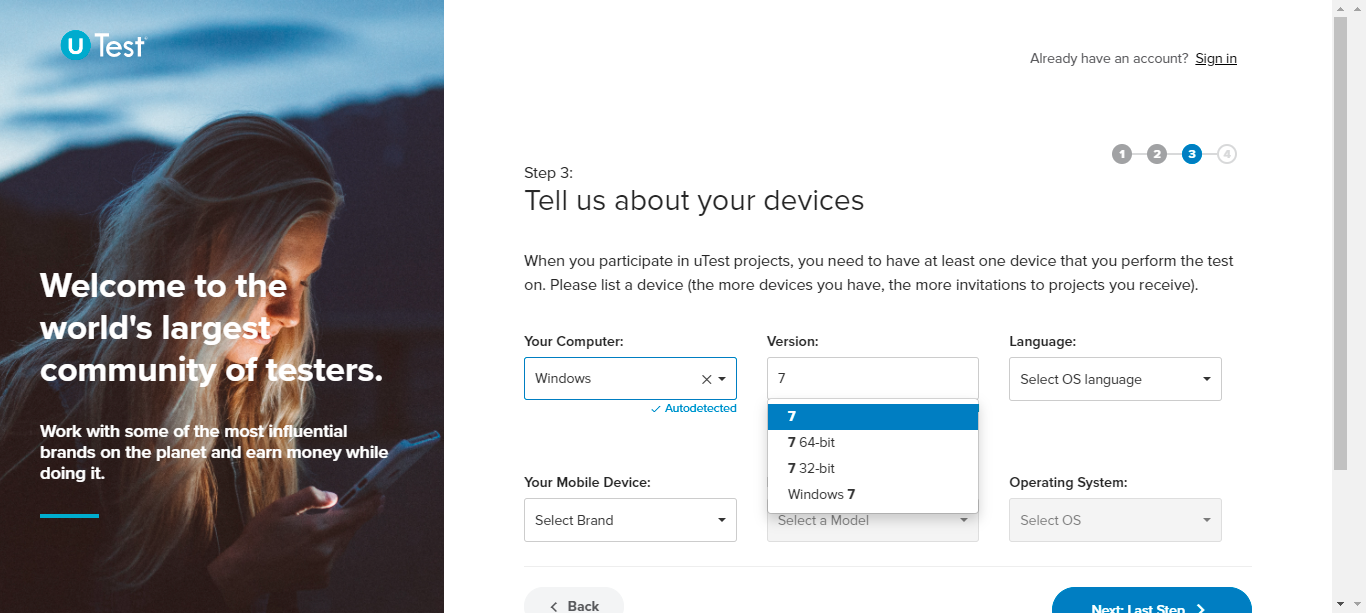 uTest
Already have an account? Sign in
1 2 3 4
Step 3:
Tell us about your devices
When you participate in uTest projects, you need to have at least one device that you perform the test
on. Please list a device (the more devices you have, the more invitations to projects you receive).
Welcome to the
world's largest
community of testers.
Work with some of the most influential
brands on the planet and earn money while
doing it.
Your Computer:
Version:
Language:
Windows
7
Select OS language
Autodetected
7
7 64-bit
7 32-bit
Windows 7
Your Mobile Device:
Operating System:
Select Brand
Select a Model
Select OS
Back
Next: Last Step